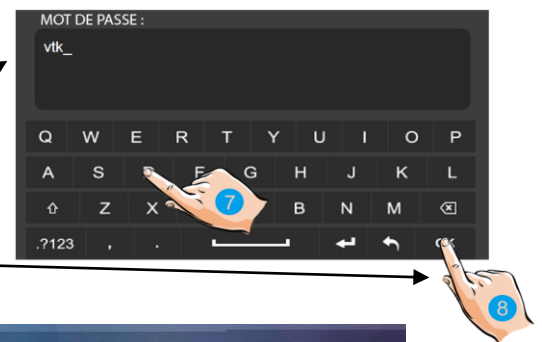 MOT DE PASSE :
vtk_
Q W E R T Y U I O P
A S D F G H J K L
Z X B N M
.?123 , . OK
7
8